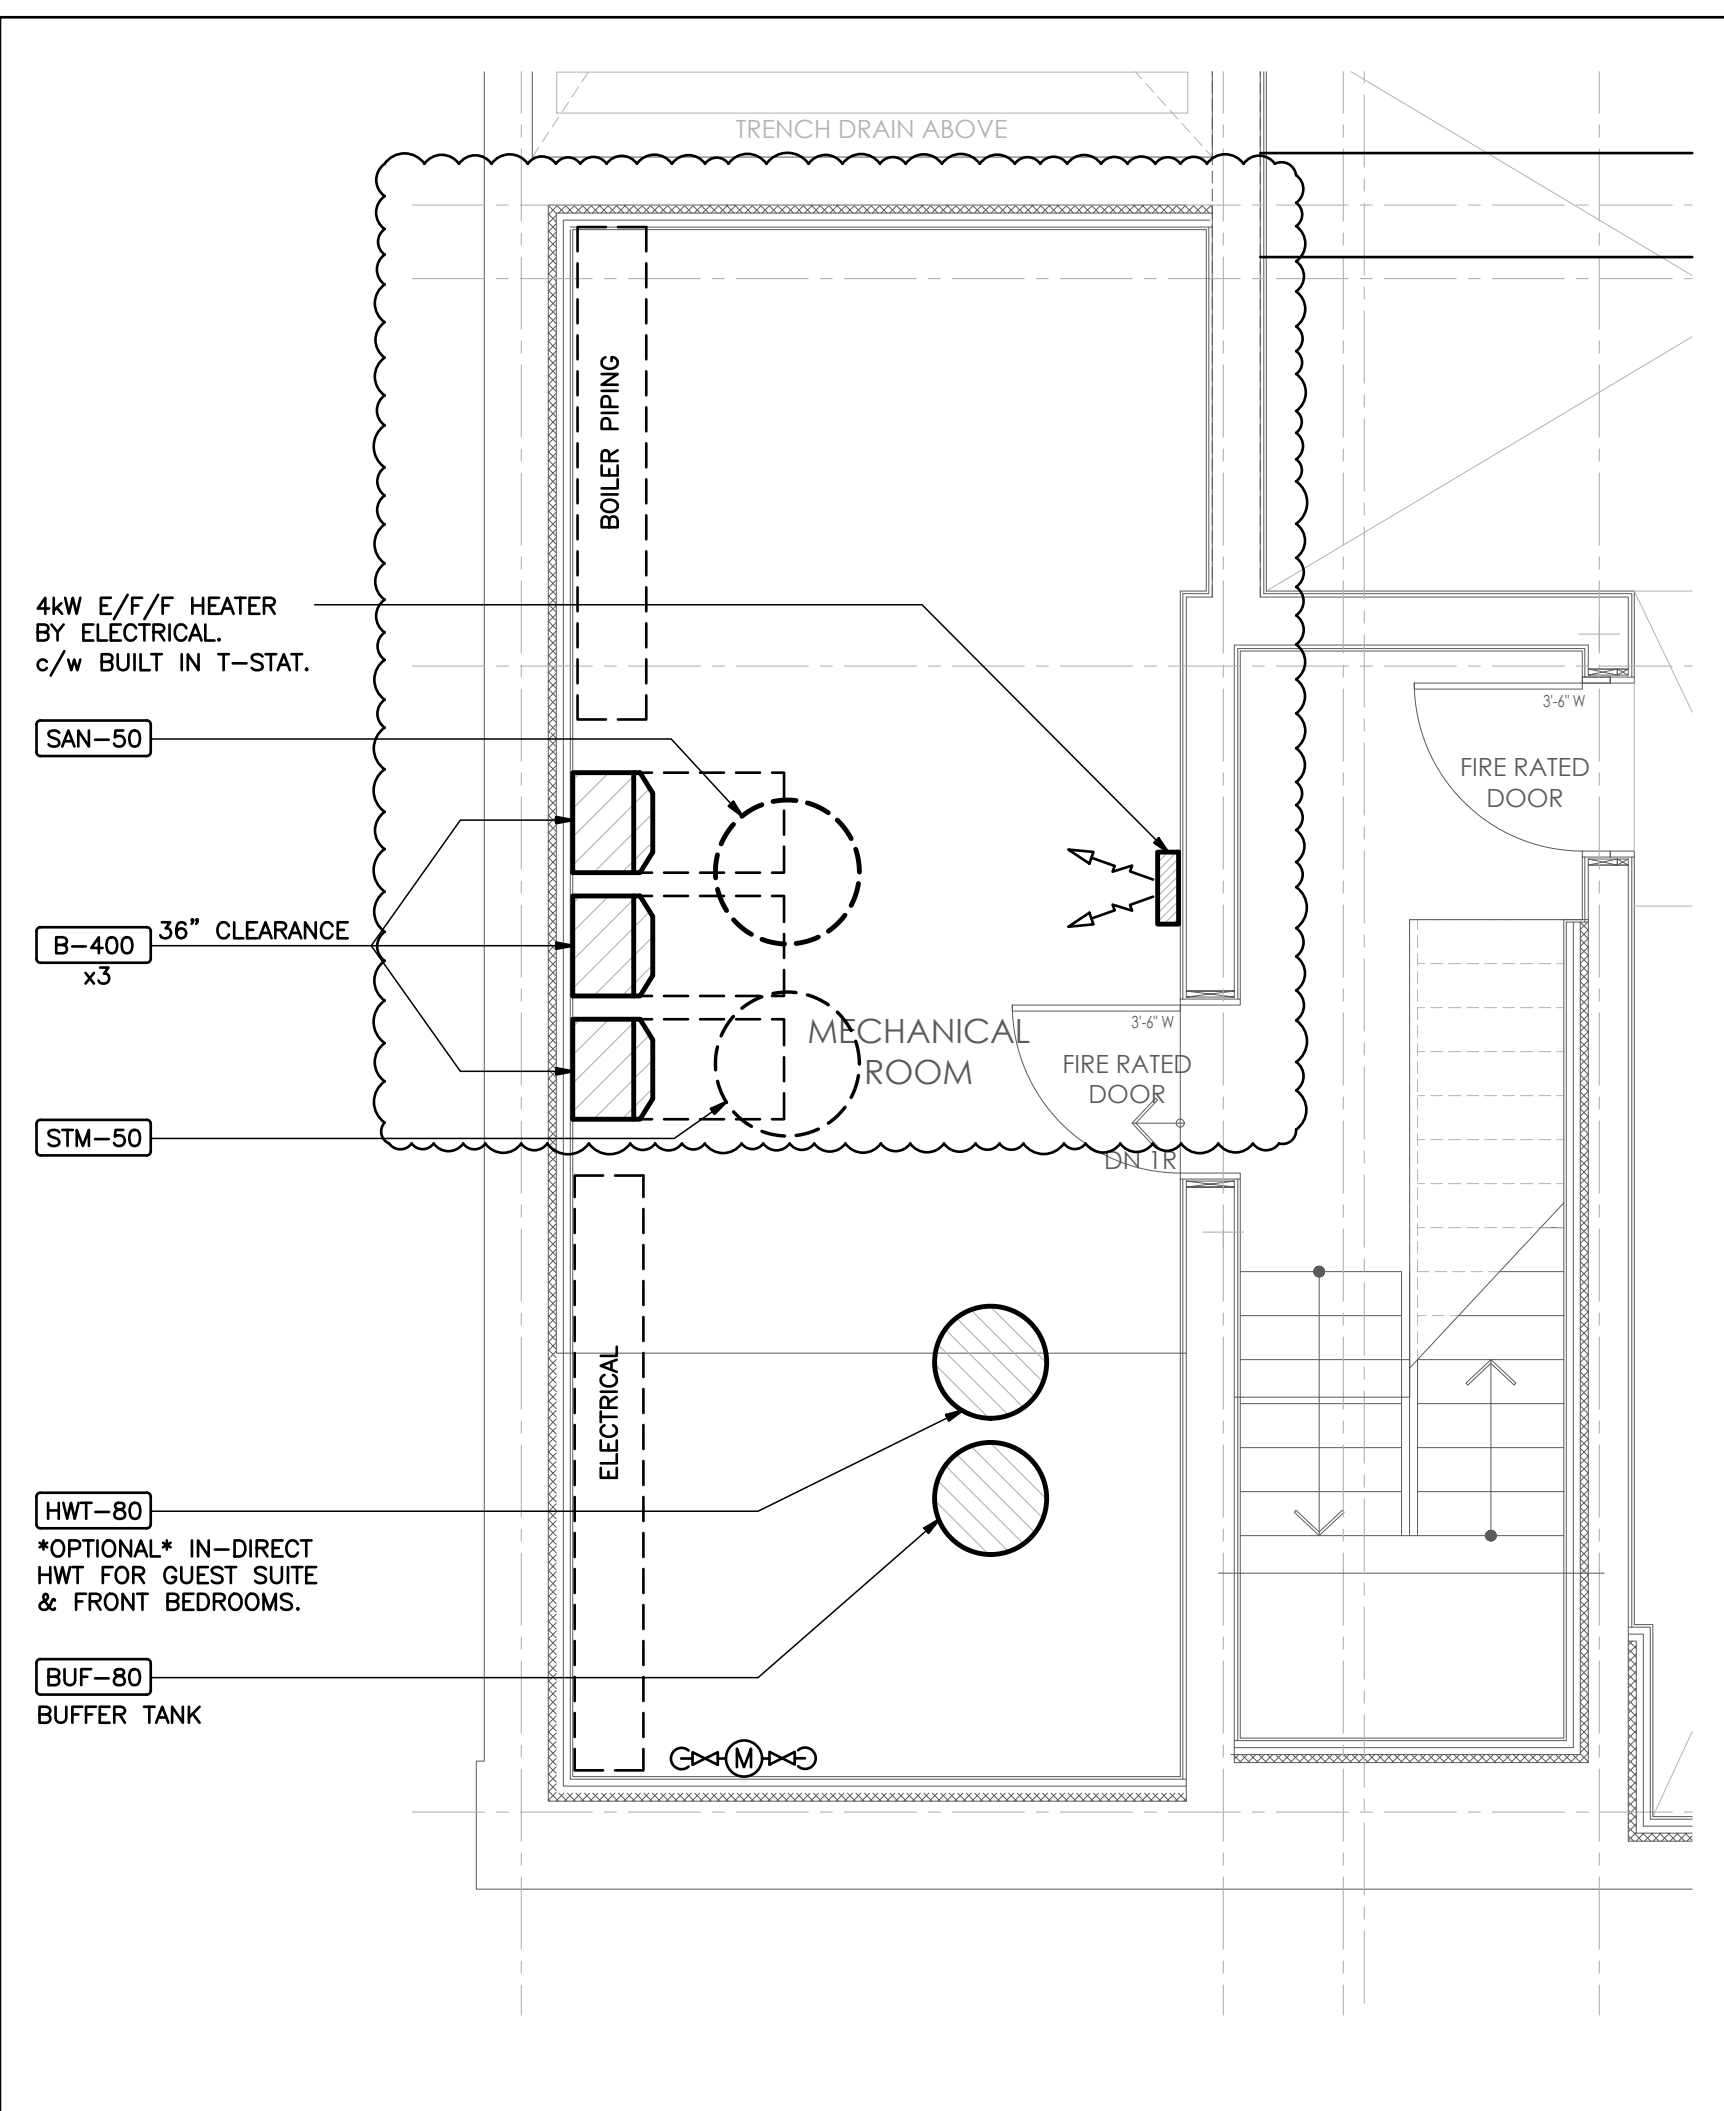 TRENCH DRAIN ABOVE
BOILER PIPING
4kW E/F/F HEATER
BY ELECTRICAL.
c/w BUILT IN T-STAT.
SAN-50
3'-6" W
FIRE RATED
DOOR
B-400
x3
36" CLEARANCE
MECHANICAL
ROOM
3'-6" W
FIRE RATED
DOOR
DN 1R
STM-50
ELECTRICAL
HWT-80
*OPTIONAL* IN-DIRECT
HWT FOR GUEST SUITE
& FRONT BEDROOMS.
BUF-80
BUFFER TANK
M